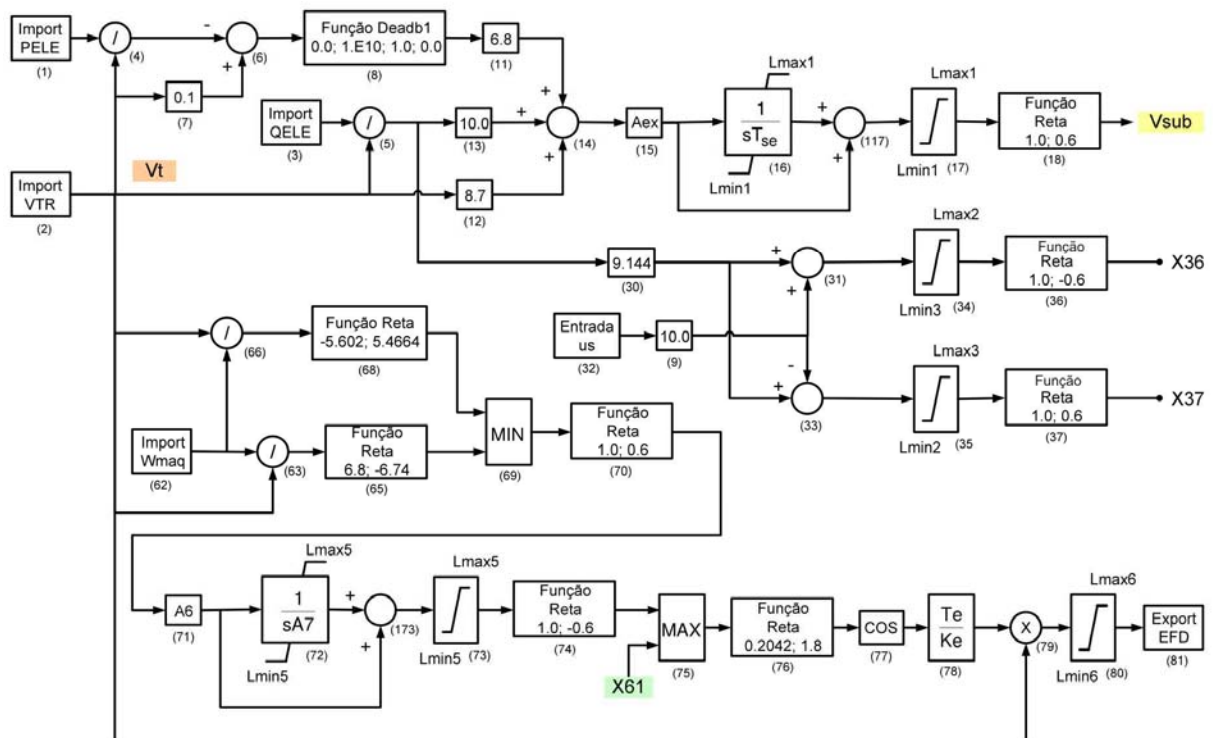 Import
PELE
(1)
/
(4)
-
+
(6)
Função Deadb1
0.0; 1.E10; 1.0; 0.0
(8)
6.8
(11)
0.1
(7)
Import
QELE
(3)
/
(5)
10.0
(13)
+
+
+
(14)
8.7
(12)
Vt
Import
VTR
(2)
Aex
(15)
Lmax1
1
sTse
Lmin1
(16)
+
+
(117)
Lmax1
Lmin1
(17)
Função
Reta
1.0; 0.6
(18)
Vsub
9.144
(30)
+
+
(31)
Lmax2
Lmin3
(34)
Função
Reta
1.0; -0.6
(36)
X36
Entrada
us
(32)
10.0
(9)
-
+
(33)
Lmax3
Lmin2
(35)
Função
Reta
1.0; 0.6
(37)
X37
/
(66)
Função Reta
-5.602; 5.4664
(68)
Import
Wmaq
(62)
/
(63)
Função
Reta
6.8; -6.74
(65)
MIN
(69)
Função
Reta
1.0; 0.6
(70)
A6
(71)
Lmax5
1
sA7
Lmin5
(72)
+
+
(173)
Lmax5
Lmin5
(73)
Função
Reta
1.0; -0.6
(74)
X61
MAX
(75)
Função
Reta
0.2042; 1.8
(76)
COS
(77)
Te
Ke
(78)
X
(79)
Lmax6
Lmin6
(80)
Export
EFD
(81)